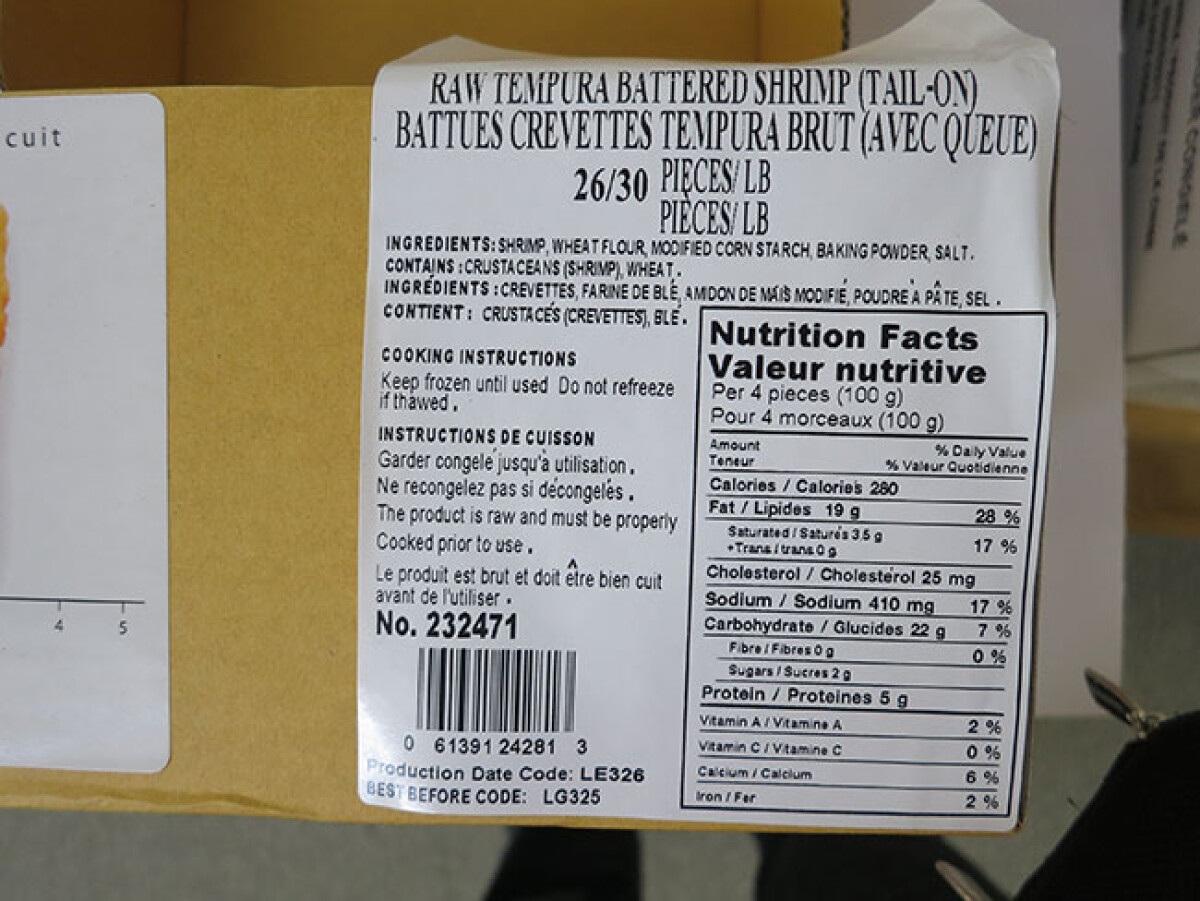 cuit
4 5
RAW TEMPURA BATTERED SHRIMP (TAIL-ON)
BATTUES CREVETTES TEMPURA BRUT (AVEC QUEUE)
26/30 PIECES/ LB
PIÈCES/ LB
INGREDIENTS: SHRIMP, WHEAT FLOUR, MODIFIED CORN STARCH, BAKING POWDER, SALT.
CONTAINS : CRUSTACEANS (SHRIMP), WHEAT.
INGRÉDIENTS : CREVETTES, FARINE DE BLÉ, AMIDON DE MAÏS MODIFIÉ, POUDRE À PÂTE, SEL .
CONTIENT : CRUSTACÉS (CREVETTES), BLÉ.
COOKING INSTRUCTIONS
Keep frozen until used Do not refreeze
if thawed .
INSTRUCTIONS DE CUISSON
Garder congelé jusqu'à utilisation .
Ne recongelez pas si décongelés .
The product is raw and must be properly
Cooked prior to use .
Le produit est brut et doit être bien cuit
avant de l'utiliser .
No. 232471
0 61391 24281 3
Production Date Code: LE326
BEST BEFORE CODE: LG325
Nutrition Facts
Valeur nutritive
Per 4 pieces (100 g)
Pour 4 morceaux (100 g)
Amount % Daily Value
Teneur % Valeur Quotidienne
Calories / Calories 280
Fat / Lipides 19 g 28 %
Saturated / Saturés 3.5 g
+Trans / trans 0 g 17 %
Cholesterol / Cholestérol 25 mg
Sodium / Sodium 410 mg 17 %
Carbohydrate / Glucides 22 g 7 %
Fibre / Fibres 0 g 0 %
Sugars / Sucres 2 g
Protein / Proteines 5 g
Vitamin A / Vitamine A 2 %
Vitamin C / Vitamine C 0 %
Calcium / Calcium 6 %
Iron / Fer 2 %